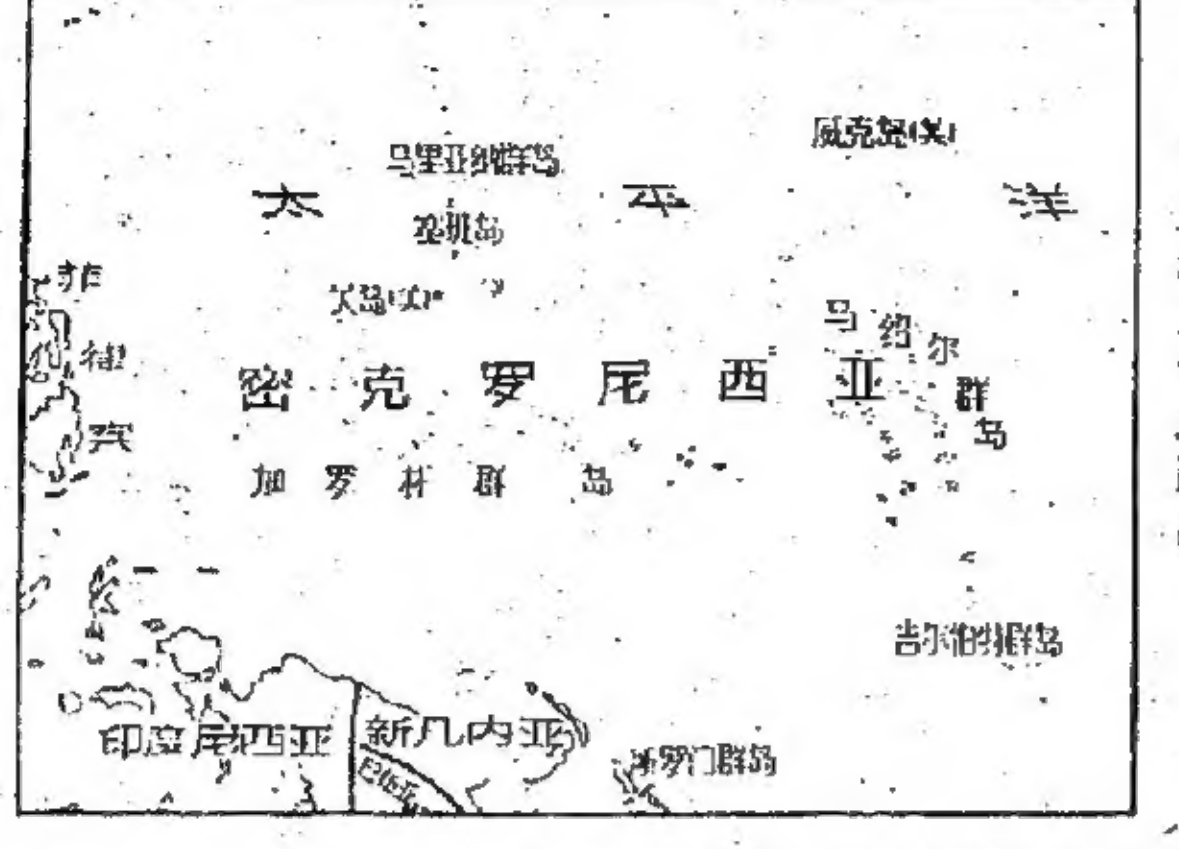 威克岛(美)
马里亚纳群岛
太平洋
塞班岛
菲律宾
关岛(美)
马绍尔群岛
密克罗尼西亚
加罗林群岛
吉尔伯特群岛
印度尼西亚
新几内亚
所罗门群岛